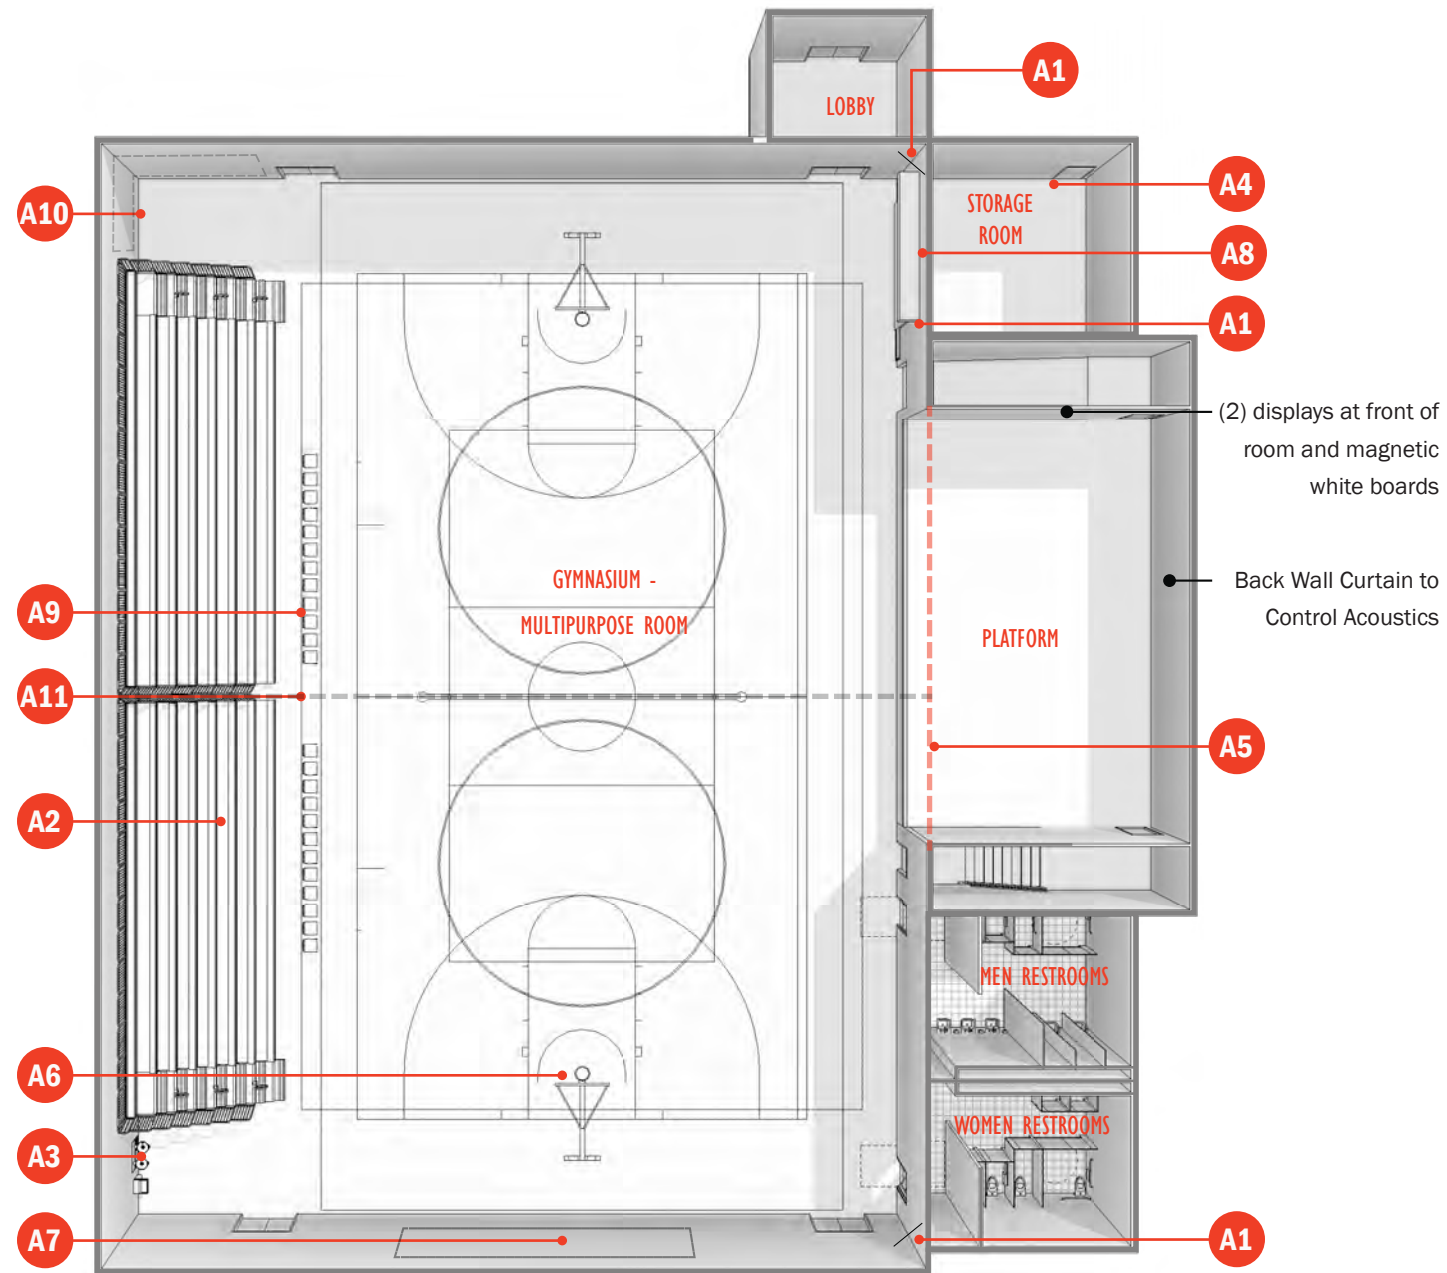 A1
LOBBY
A4
STORAGE
ROOM
A10
A8
A1
(2) displays at front of
room and magnetic
white boards
GYMNASIUM -
MULTIPURPOSE ROOM
Back Wall Curtain to
Control Acoustics
A9
PLATFORM
A11
A5
A2
MEN RESTROOMS
A6
WOMEN RESTROOMS
A3
A7
A1